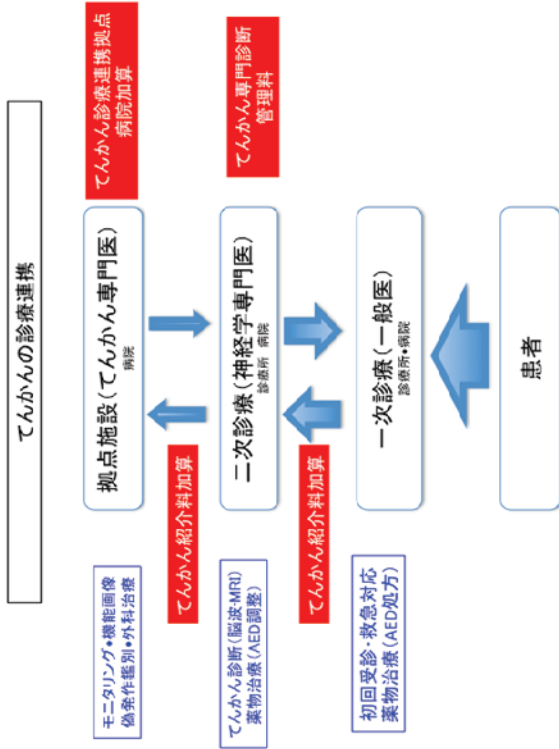 てんかんの診療連携
モニタリング•機能画像
偽発作鑑別•外科治療
拠点施設(てんかん専門医)
病院
てんかん診療連携拠点
病院加算
てんかん紹介料加算
てんかん診断(脳波・MRI)
薬物治療(AED調整)
二次診療(神経学専門医)
診療所 病院
てんかん専門診断
管理料
てんかん紹介料加算
初回受診・救急対応
薬物治療(AED処方)
一次診療(一般医)
診療所•病院
患者